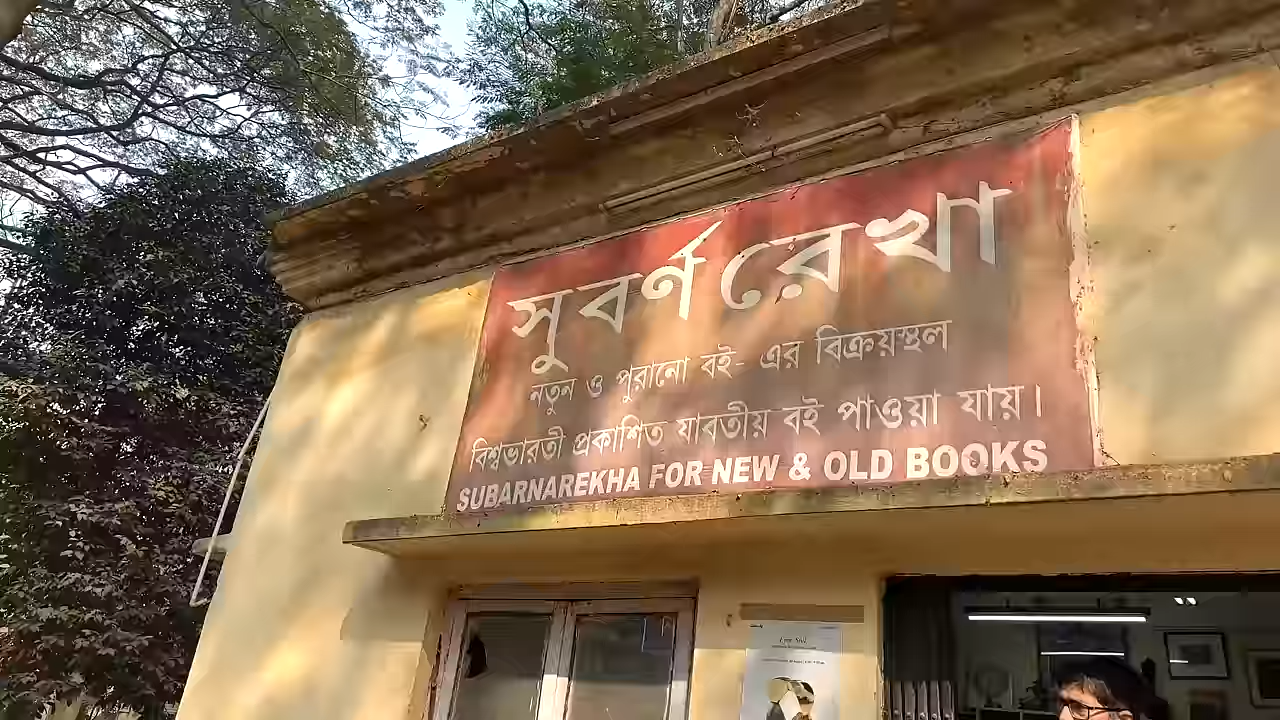 সুবর্ণরেখা
নতুন ও পুরানো বই- এর বিক্রয়স্থল
বিশ্বভারতী প্রকাশিত যাবতীয় বই পাওয়া যায়।
SUBARNAREKHA FOR NEW & OLD BOOKS